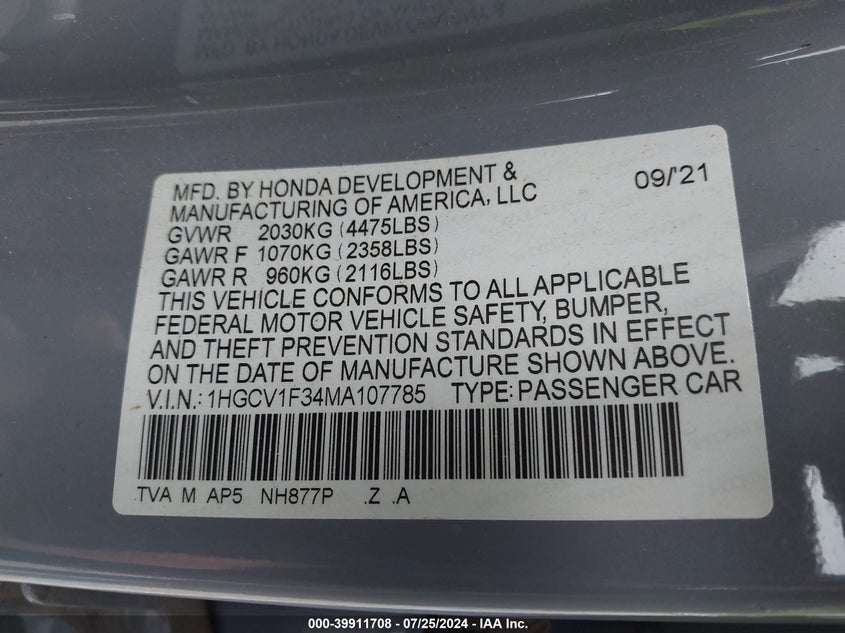 MFD. BY HONDA DEVELOPMENT &
MANUFACTURING OF AMERICA, LLC
09/'21
GVWR 2030KG (4475LBS)
GAWR F 1070KG (2358LBS)
GAWR R 960KG (2116LBS)
THIS VEHICLE CONFORMS TO ALL APPLICABLE
FEDERAL MOTOR VEHICLE SAFETY, BUMPER,
AND THEFT PREVENTION STANDARDS IN EFFECT
ON THE DATE OF MANUFACTURE SHOWN ABOVE.
V.I.N.: 1HGCV1F34MA107785 TYPE: PASSENGER CAR
TVA M AP5 NH877P .Z .A
000-39911708 - 07/25/2024 - IAA Inc.